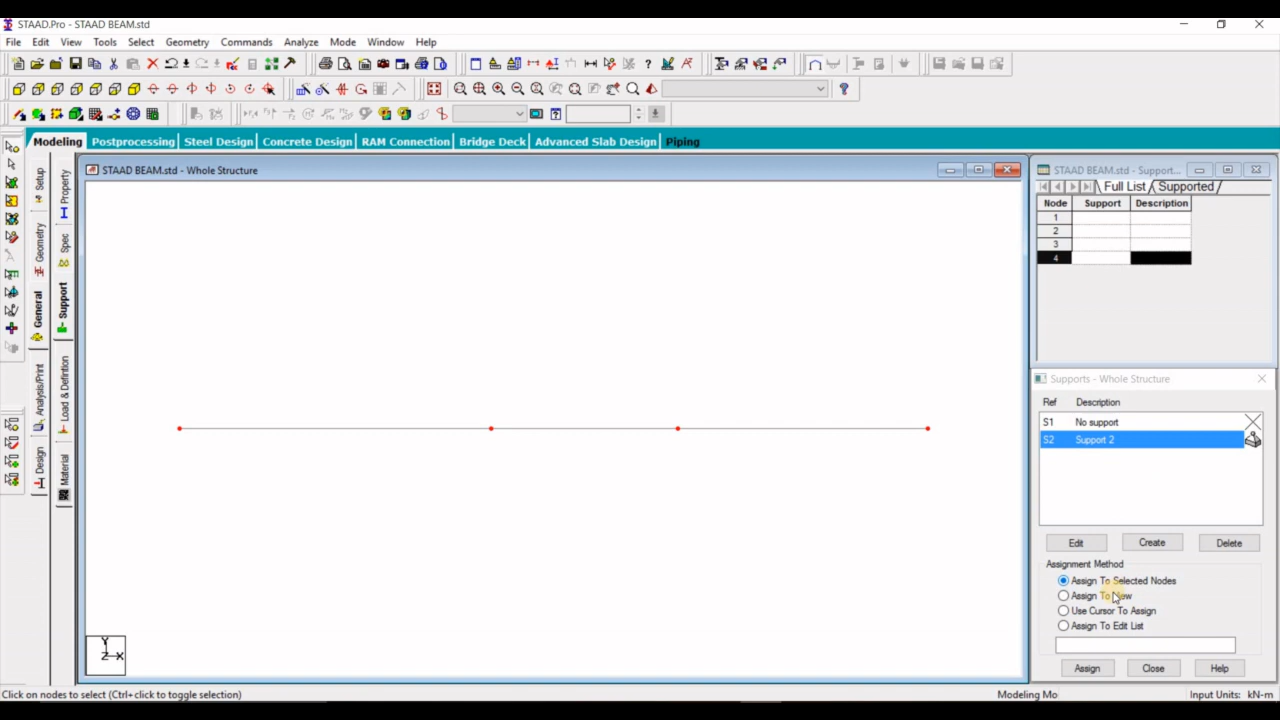 STAAD.Pro - STAAD BEAM.std
File Edit View Tools Select Geometry Commands Analyze Mode Window Help
Modeling Postprocessing Steel Design Concrete Design RAM Connection Bridge Deck Advanced Slab Design Piping
Setup
Geometry
General
Analysis/Print
Design
Property
Spec
Support
Load & Definition
Material
STAAD BEAM.std - Whole Structure
Y
Z X
STAAD BEAM.std - Support...
Full List Supported
Node Support Description
1
2
3
4
Supports - Whole Structure
Ref Description
S1 No support
S2 Support 2
Edit Create Delete
Assignment Method
Assign To Selected Nodes
Assign To View
Use Cursor To Assign
Assign To Edit List
Assign Close Help
Click on nodes to select (Ctrl+click to toggle selection) Modeling Mo Input Units: kN-m